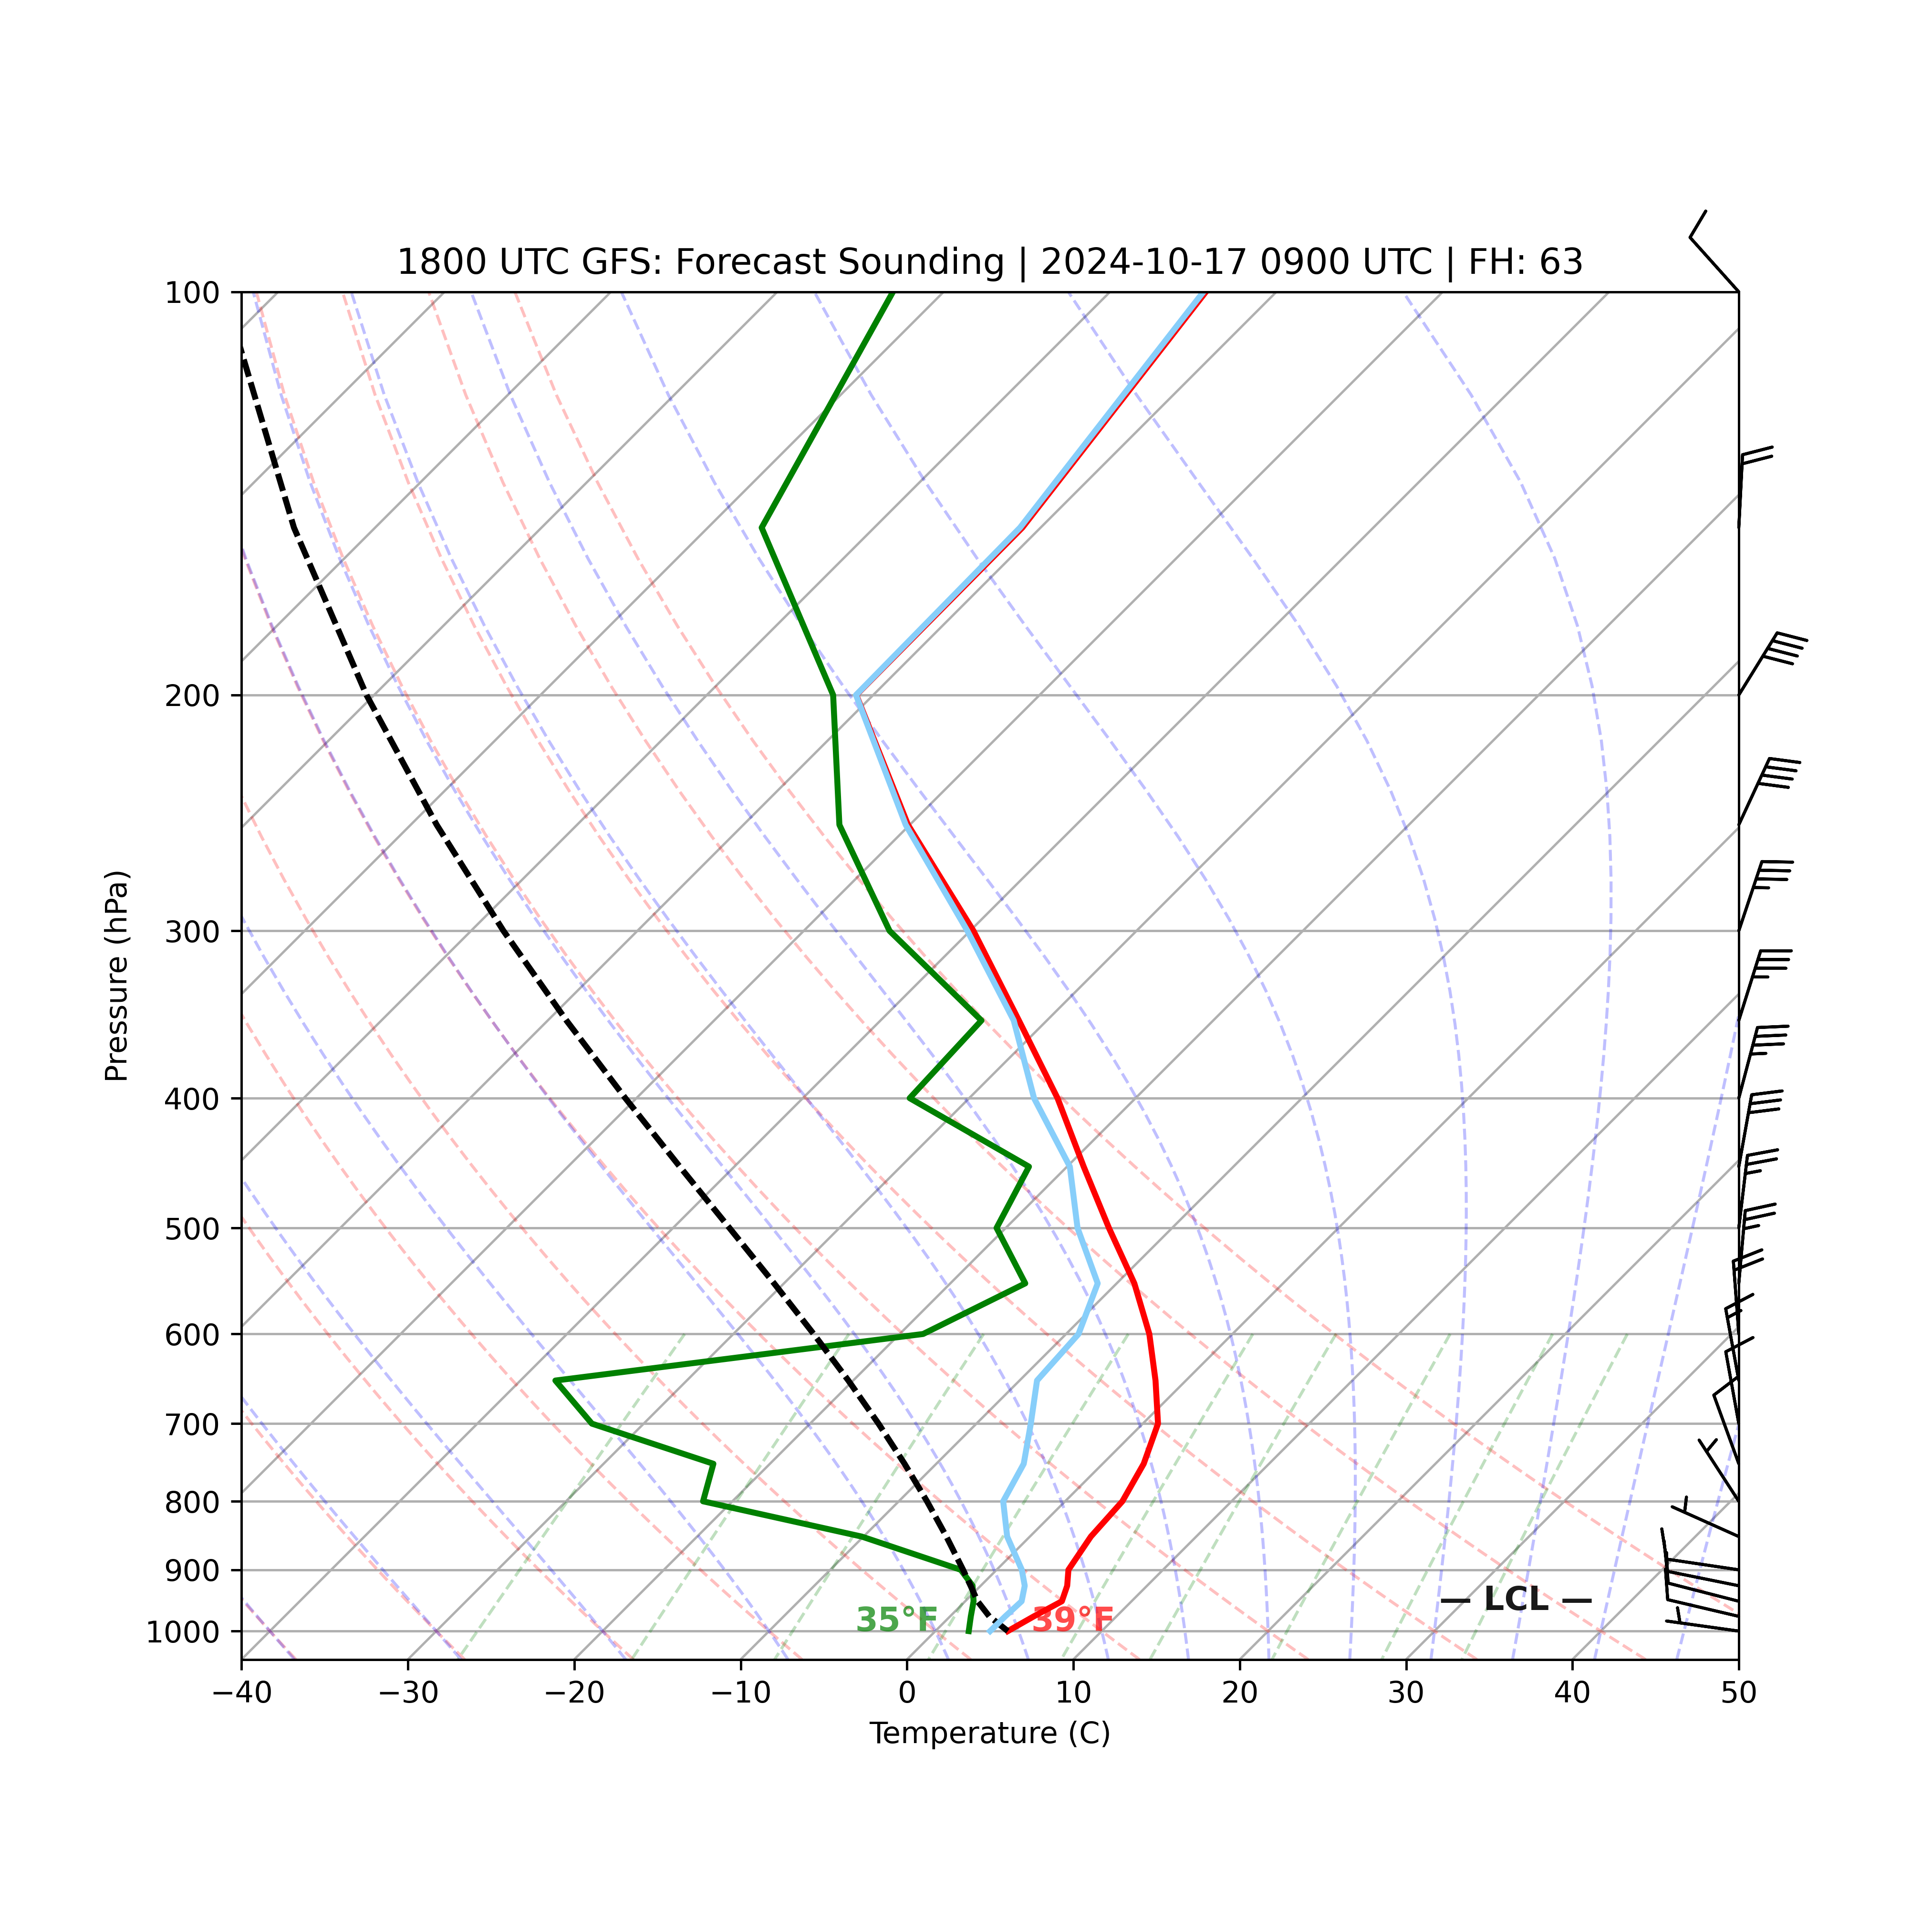 1800 UTC GFS: Forecast Sounding | 2024-10-17 0900 UTC | FH: 63
100
200
300
400
500
600
700
800
900
1000
Pressure (hPa)
35°F
39°F
— LCL —
−40 −30 −20 −10 0 10 20 30 40 50
Temperature (C)